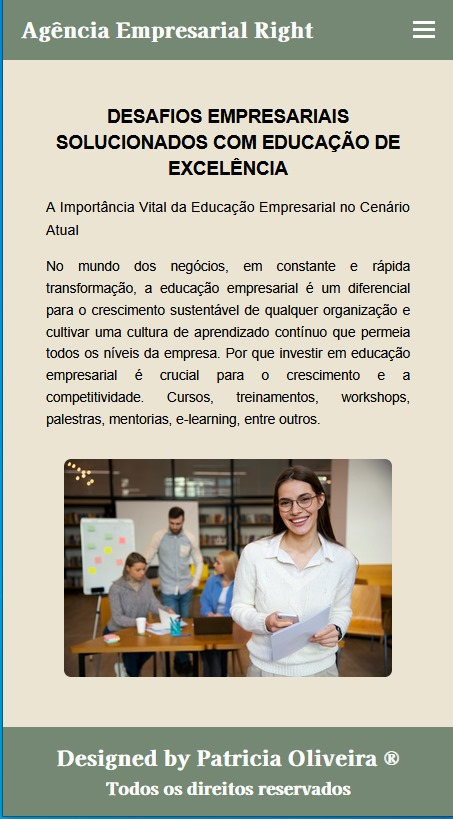 Agência Empresarial Right
DESAFIOS EMPRESARIAIS
SOLUCIONADOS COM EDUCAÇÃO DE
EXCELÊNCIA
A Importância Vital da Educação Empresarial no Cenário
Atual
No mundo dos negócios, em constante e rápida
transformação, a educação empresarial é um diferencial
para o crescimento sustentável de qualquer organização e
cultivar uma cultura de aprendizado contínuo que permeia
todos os níveis da empresa. Por que investir em educação
empresarial é crucial para o crescimento e a
competitividade. Cursos, treinamentos, workshops,
palestras, mentorias, e-learning, entre outros.
Designed by Patricia Oliveira ®
Todos os direitos reservados